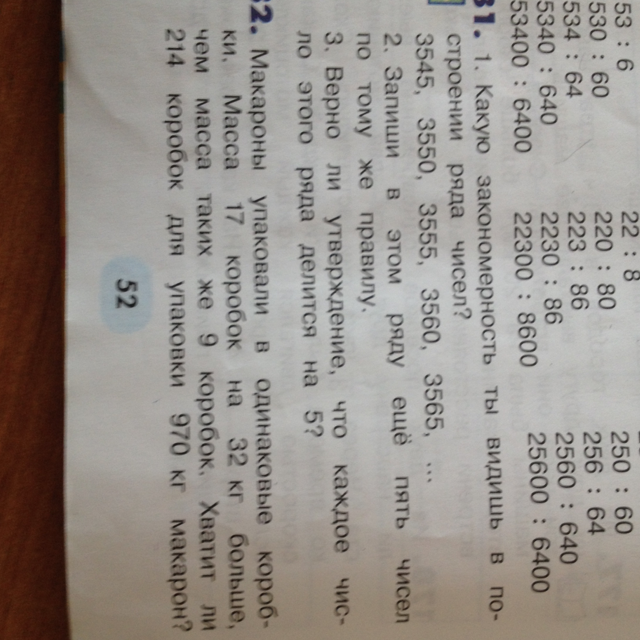 53 : 6 22 : 8 250 : 60
530 : 60 220 : 80 256 : 64
534 : 64 223 : 86 2560 : 640
5340 : 640 2230 : 86 25600 : 6400
53400 : 6400 22300 : 8600
31. 1. Какую закономерность ты видишь в по-
строении ряда чисел?
3545, 3550, 3555, 3560, 3565, ...
2. Запиши в этом ряду ещё пять чисел
по тому же правилу.
3. Верно ли утверждение, что каждое чис-
ло этого ряда делится на 5?
32. Макароны упаковали в одинаковые короб-
ки. Масса 17 коробок на 32 кг больше,
чем масса таких же 9 коробок. Хватит ли
214 коробок для упаковки 970 кг макарон?
52